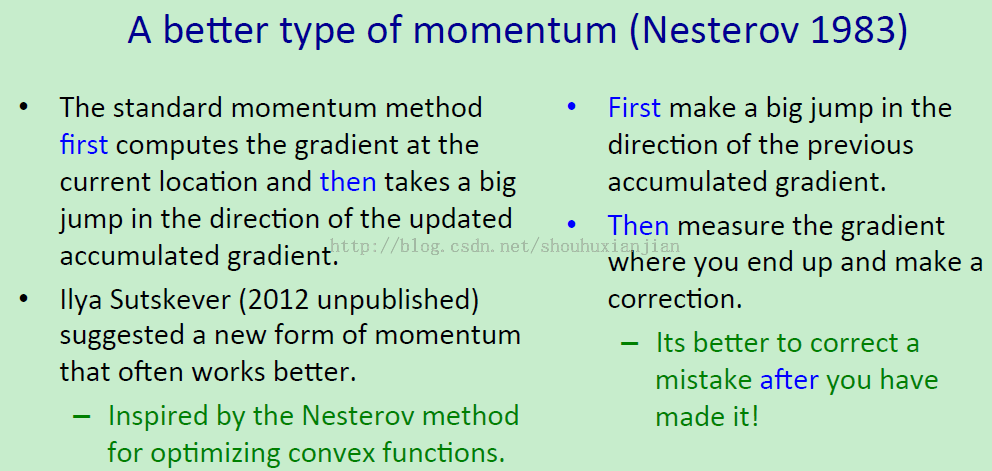 A better type of momentum (Nesterov 1983)
• The standard momentum method
first computes the gradient at the
current location and then takes a big
jump in the direction of the updated
accumulated gradient.
• Ilya Sutskever (2012 unpublished)
suggested a new form of momentum
that often works better.
– Inspired by the Nesterov method
for optimizing convex functions.
• First make a big jump in the
direction of the previous
accumulated gradient.
• Then measure the gradient
where you end up and make a
correction.
– Its better to correct a
mistake after you have
made it!
http://blog.csdn.net/shouhuxianjian